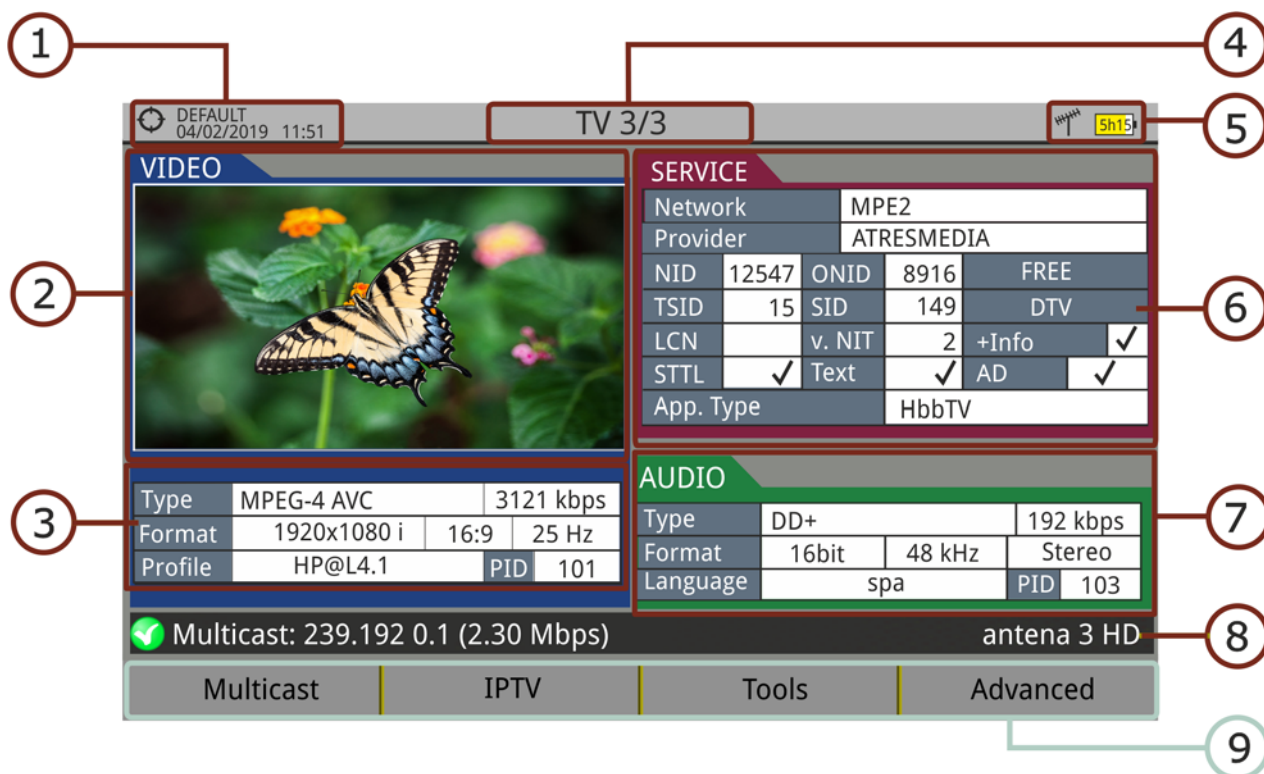 1
4
DEFAULT
04/02/2019 11:51
TV 3/3
5h15
5
VIDEO
2
SERVICE
Network MPE2
Provider ATRESMEDIA
NID 12547 ONID 8916 FREE
TSID 15 SID 149 DTV
LCN v. NIT 2 +Info ✓
STTL ✓ Text ✓ AD ✓
App. Type HbbTV
6
3
Type MPEG-4 AVC 3121 kbps
Format 1920x1080 i 16:9 25 Hz
Profile HP@L4.1 PID 101
AUDIO
Type DD+ 192 kbps
Format 16bit 48 kHz Stereo
Language spa PID 103
7
Multicast: 239.192 0.1 (2.30 Mbps) antena 3 HD
8
Multicast IPTV Tools Advanced
9